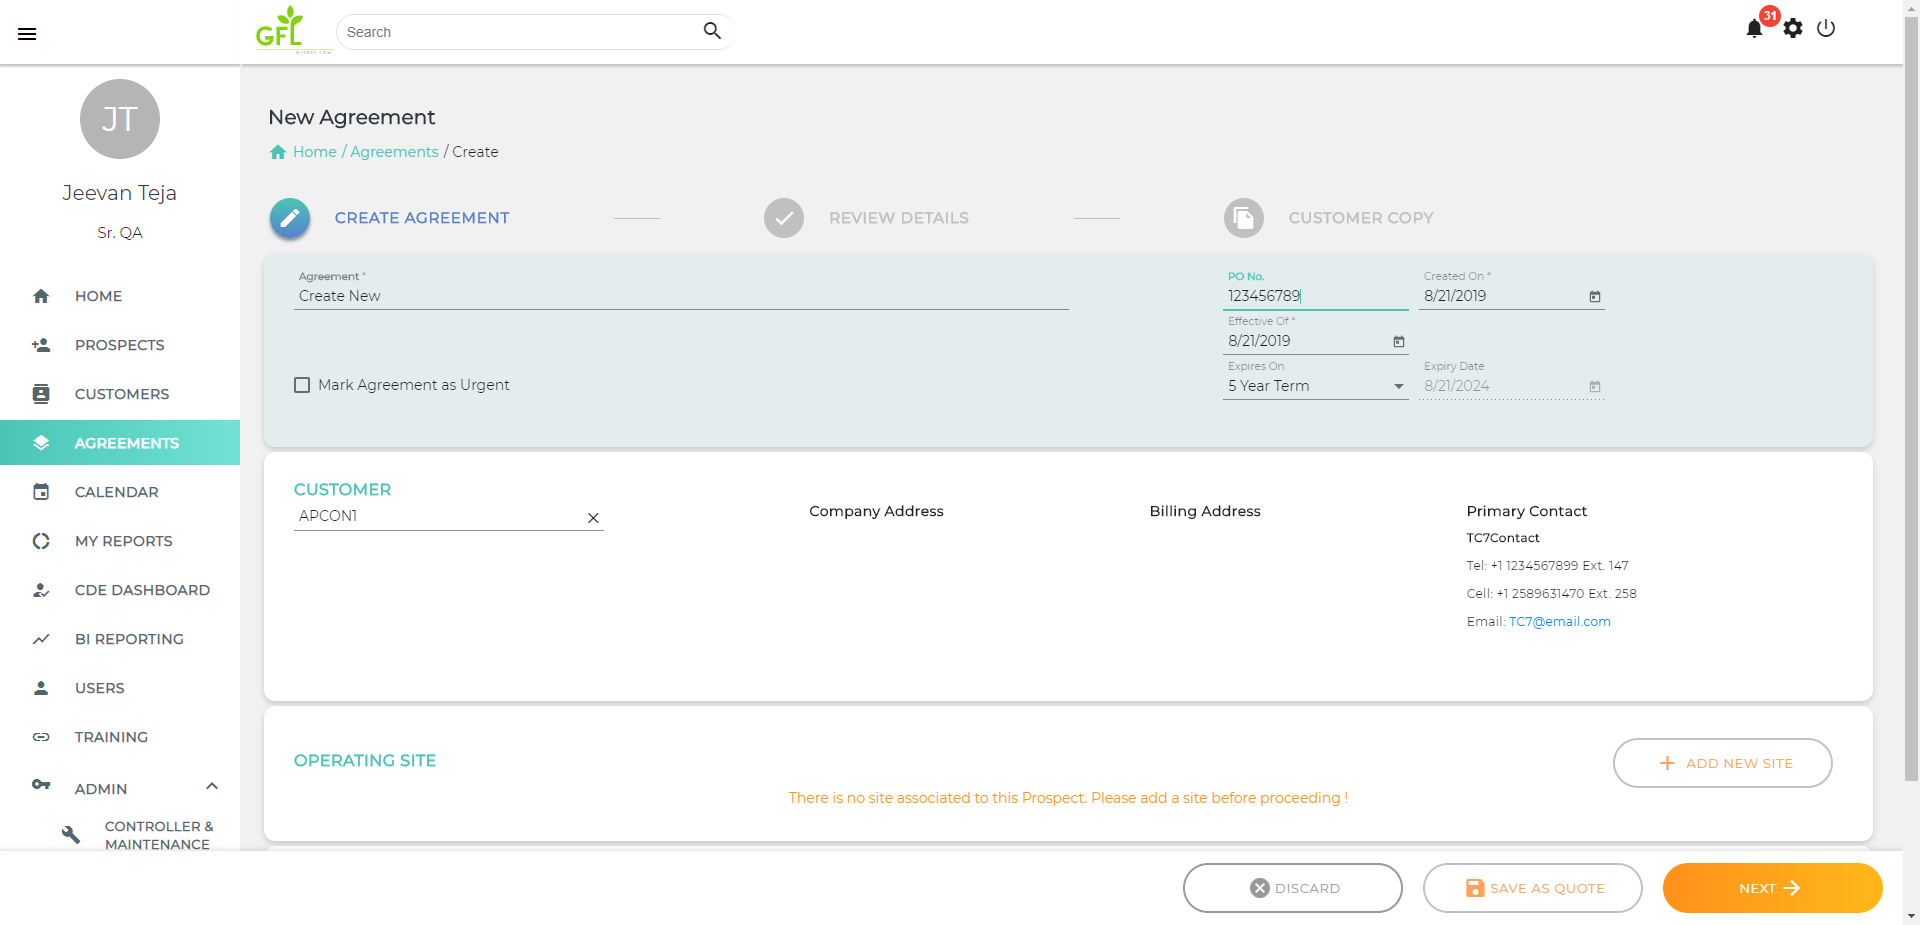 GFL
Search
31
JT
Jeevan Teja
Sr. QA
HOME
PROSPECTS
CUSTOMERS
AGREEMENTS
CALENDAR
MY REPORTS
CDE DASHBOARD
BI REPORTING
USERS
TRAINING
ADMIN
CONTROLLER &
MAINTENANCE
New Agreement
Home / Agreements / Create
CREATE AGREEMENT
REVIEW DETAILS
CUSTOMER COPY
Agreement *
Create New
PO No.
123456789
Created On *
8/21/2019
Effective Of *
8/21/2019
Mark Agreement as Urgent
Expires On
5 Year Term
Expiry Date
8/21/2024
CUSTOMER
APCON1
Company Address
Billing Address
Primary Contact
TC7Contact
Tel: +1 1234567899 Ext. 147
Cell: +1 2589631470 Ext. 258
Email: TC7@email.com
OPERATING SITE
ADD NEW SITE
There is no site associated to this Prospect. Please add a site before proceeding !
DISCARD
SAVE AS QUOTE
NEXT